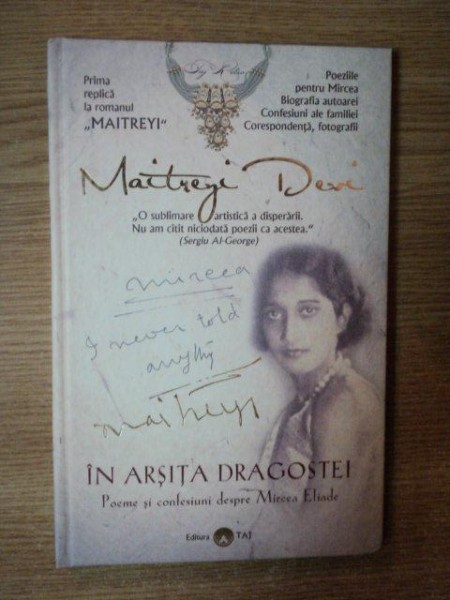 Prima
replică
la romanul
„MAITREYI"
Poeziile
pentru Mircea
Biografia autoarei
Confesiuni ale familiei
Corespondență, fotografii
Maitreyi Devi
„O sublimare artistică a disperării.
Nu am citit niciodată poezii ca acestea."
(Sergiu Al-George)
mircea
I never told
maitreyi
ÎN ARȘIȚA DRAGOSTEI
Poeme și confesiuni despre Mircea Eliade
Editura TAJ